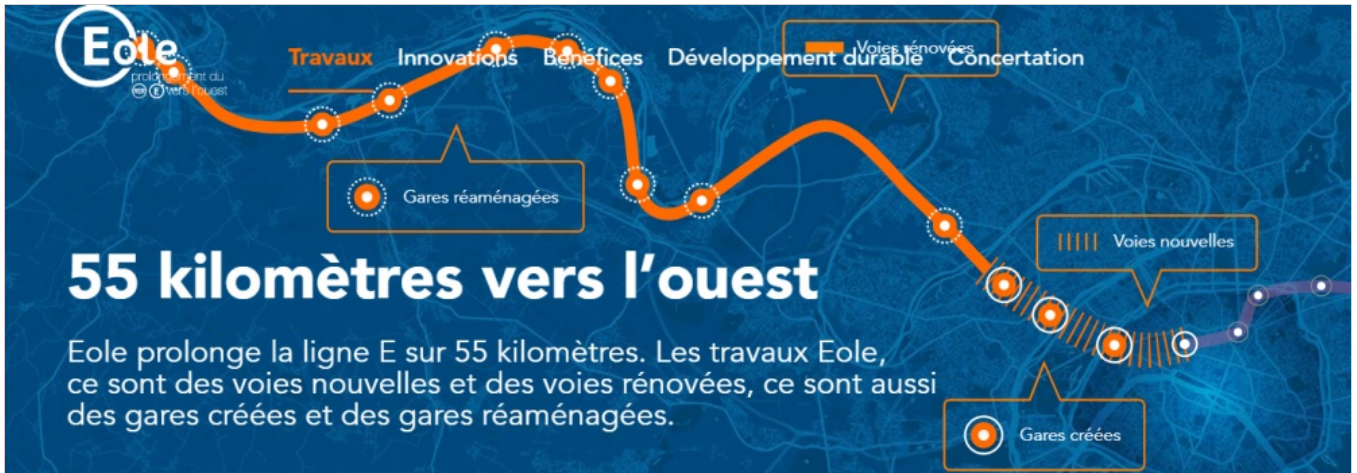 Eole
prolongement du
RER E vers l'ouest
Travaux Innovations Bénéfices Développement durable Concertation
Voies rénovées
Gares réaménagées
Voies nouvelles
55 kilomètres vers l'ouest
Eole prolonge la ligne E sur 55 kilomètres. Les travaux Eole,
ce sont des voies nouvelles et des voies rénovées, ce sont aussi
des gares créées et des gares réaménagées.
Gares créées